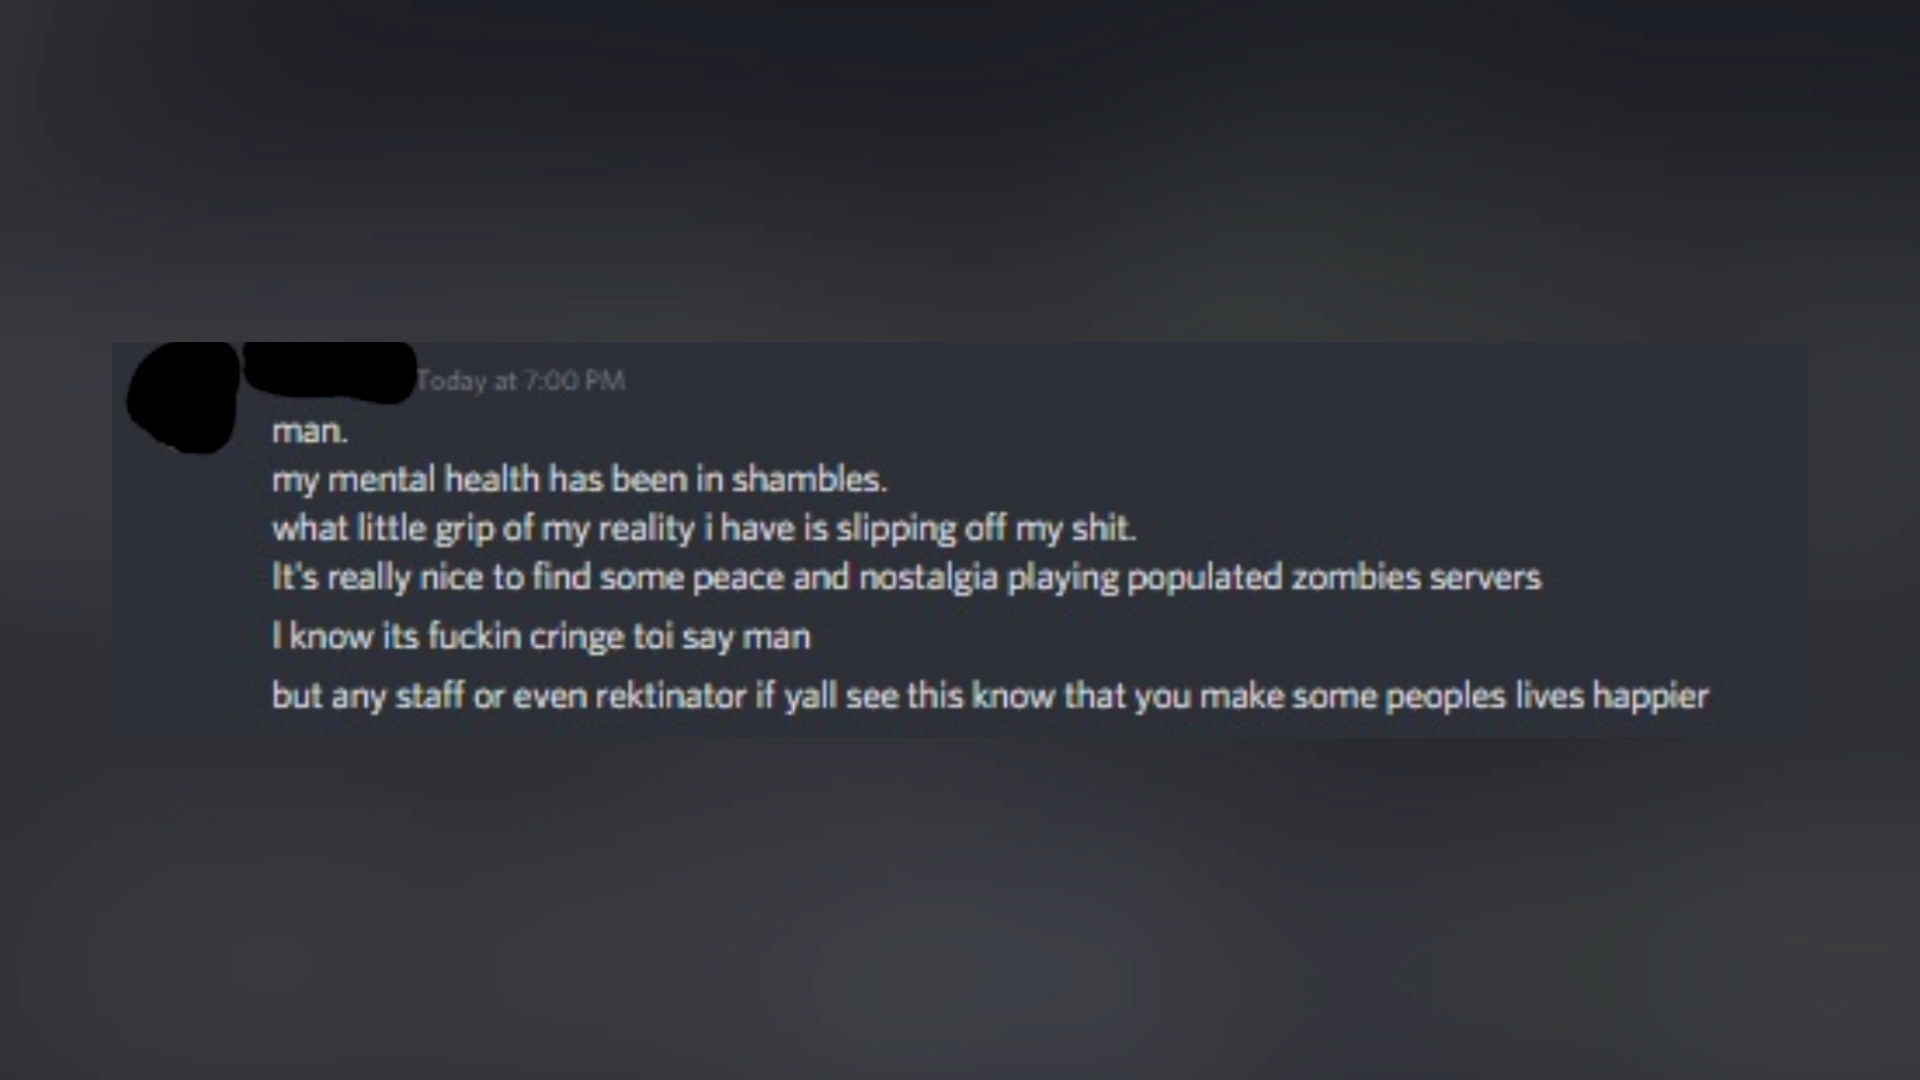 Today at 7:00 PM
man.
my mental health has been in shambles.
what little grip of my reality i have is slipping off my shit.
It's really nice to find some peace and nostalgia playing populated zombies servers
I know its fuckin cringe toi say man
but any staff or even rektinator if yall see this know that you make some peoples lives happier